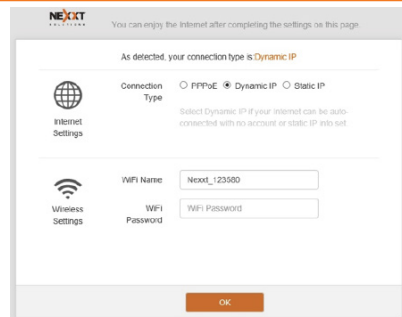 NEXXT
SOLUTIONS
You can enjoy the Internet after completing the settings on this page.
As detected, your connection type is:Dynamic IP
Internet Settings
Connection Type
PPPoE Dynamic IP Static IP
Select Dynamic IP if your internet can be auto-
connected with no account or static IP info set.
Wireless Settings
WiFi Name
Nexxt_123580
WiFi Password
WiFi Password
OK